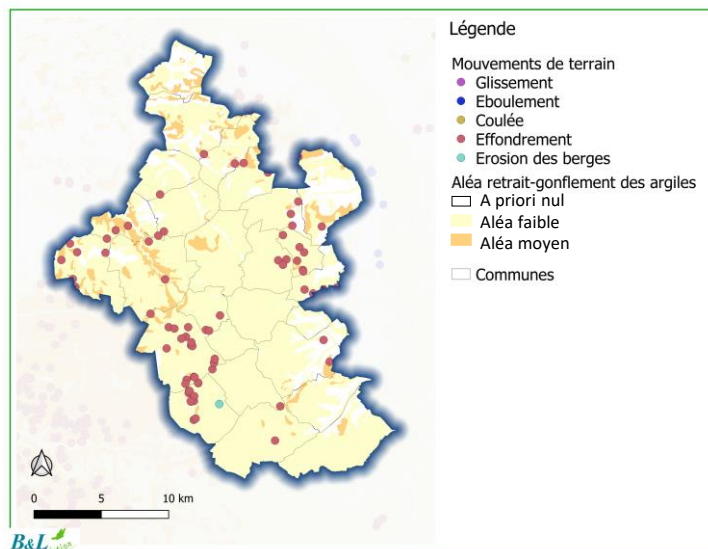 Légende
Mouvements de terrain
Glissement
Eboulement
Coulée
Effondrement
Erosion des berges
Aléa retrait-gonflement des argiles
A priori nul
Aléa faible
Aléa moyen
Communes
0 5 10 km
B&L